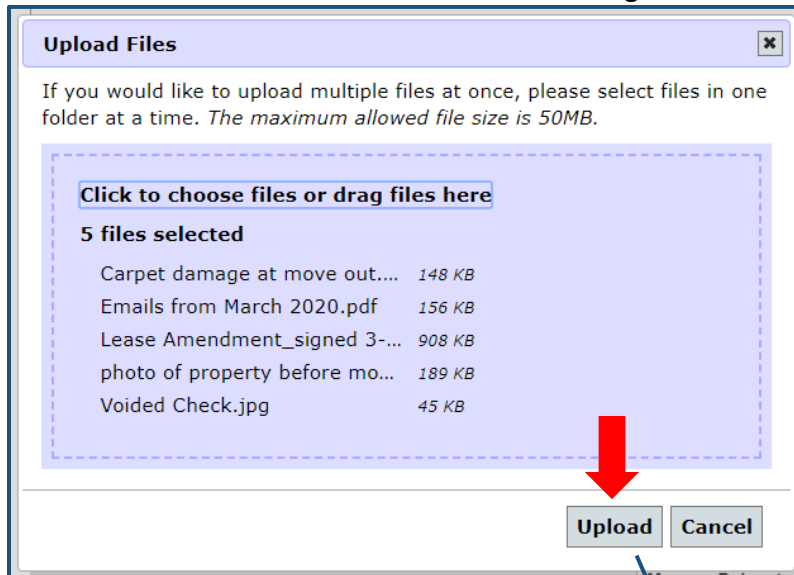 Upload Files
If you would like to upload multiple files at once, please select files in one
folder at a time. The maximum allowed file size is 50MB.
Click to choose files or drag files here
5 files selected
Carpet damage at move out.... 148 KB
Emails from March 2020.pdf 156 KB
Lease Amendment_signed 3-... 908 KB
photo of property before mo... 189 KB
Voided Check.jpg 45 KB
Upload Cancel